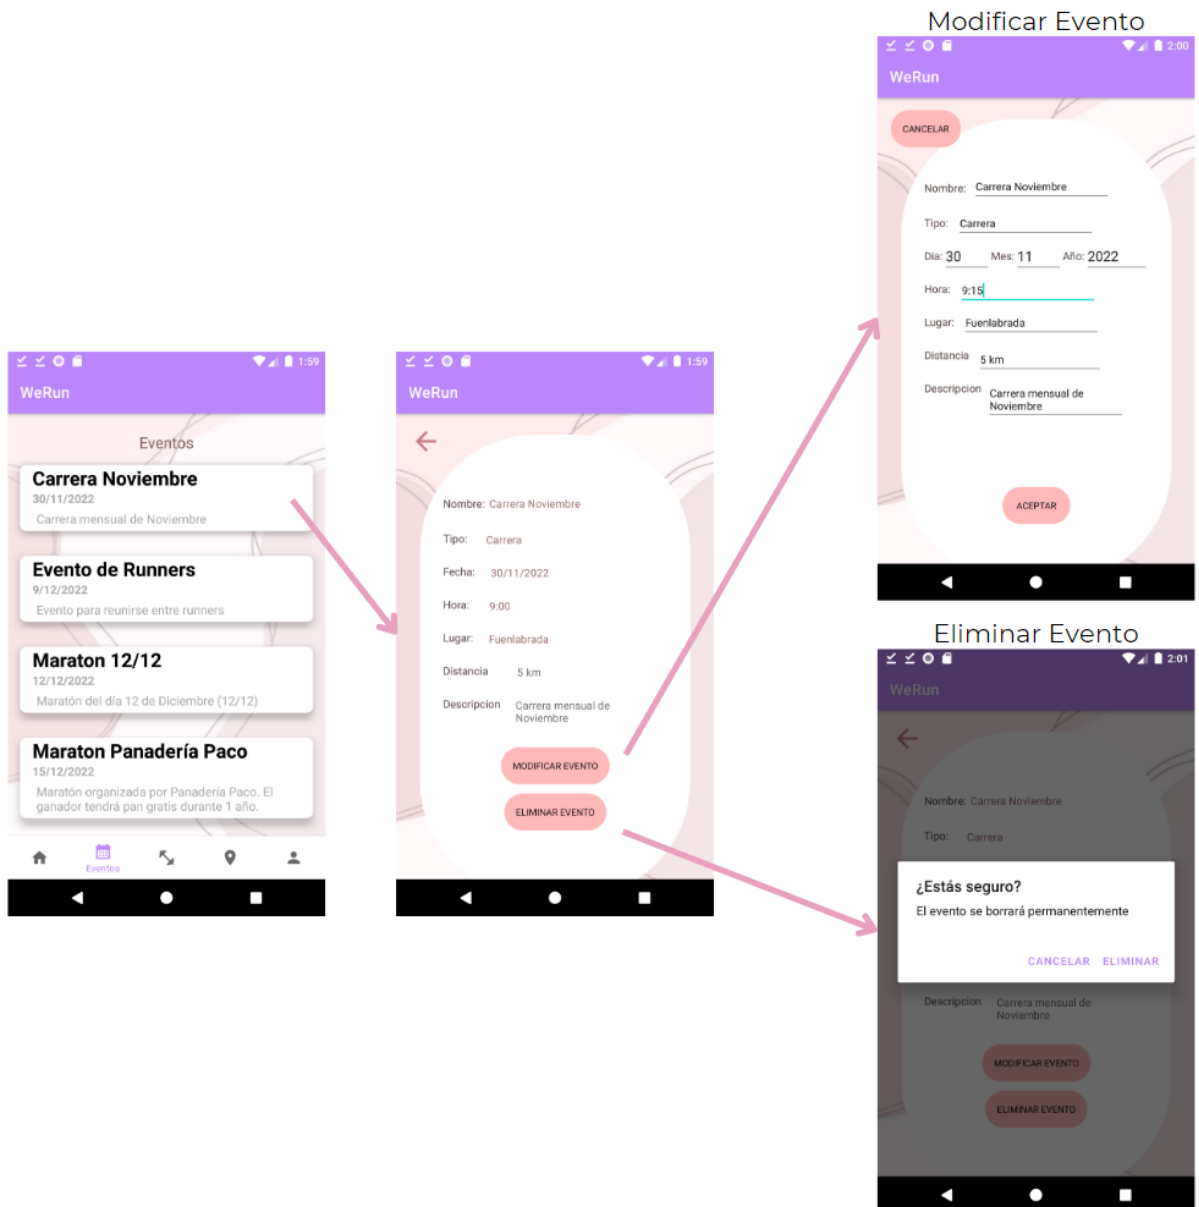 Modificar Evento
2:00
WeRun
CANCELAR
Nombre: Carrera Noviembre
Tipo: Carrera
Dia: 30 Mes: 11 Año: 2022
Hora: 9:15
Lugar: Fuenlabrada
Distancia 5 km
Descripcion Carrera mensual de
Noviembre
ACEPTAR
1:59
WeRun
Eventos
Carrera Noviembre
30/11/2022
Carrera mensual de Noviembre
Evento de Runners
9/12/2022
Evento para reunirse entre runners
Maraton 12/12
12/12/2022
Maratón del día 12 de Diciembre (12/12)
Maraton Panadería Paco
15/12/2022
Maratón organizada por Panadería Paco. El
ganador tendrá pan gratis durante 1 año.
Eventos
1:59
WeRun
Nombre: Carrera Noviembre
Tipo: Carrera
Fecha: 30/11/2022
Hora: 9:00
Lugar: Fuenlabrada
Distancia 5 km
Descripcion Carrera mensual de
Noviembre
MODIFICAR EVENTO
ELIMINAR EVENTO
Eliminar Evento
2:01
WeRun
Nombre: Carrera Noviembre
Tipo: Carrera
¿Estás seguro?
El evento se borrará permanentemente
CANCELAR ELIMINAR
Descripcion Carrera mensual de
Noviembre
MODIFICAR EVENTO
ELIMINAR EVENTO